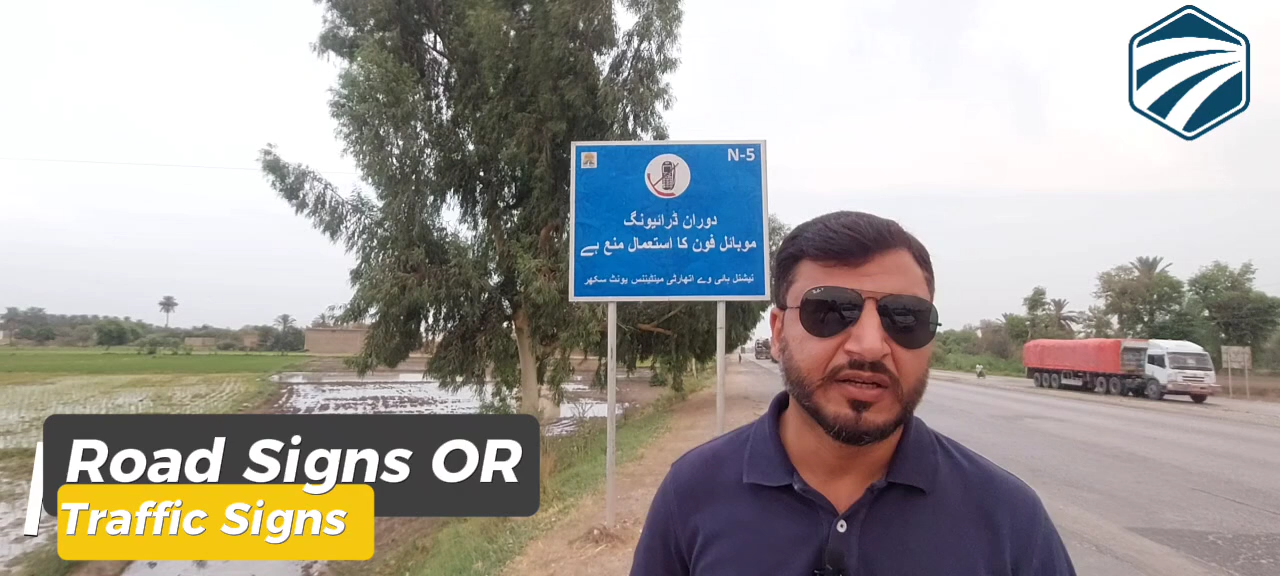 N-5
دوران ڈرائیونگ
موبائل فون کا استعمال منع ہے
نیشنل ہائی وے اتھارٹی مینٹیننس یونٹ سکھر
Road Signs OR
Traffic Signs